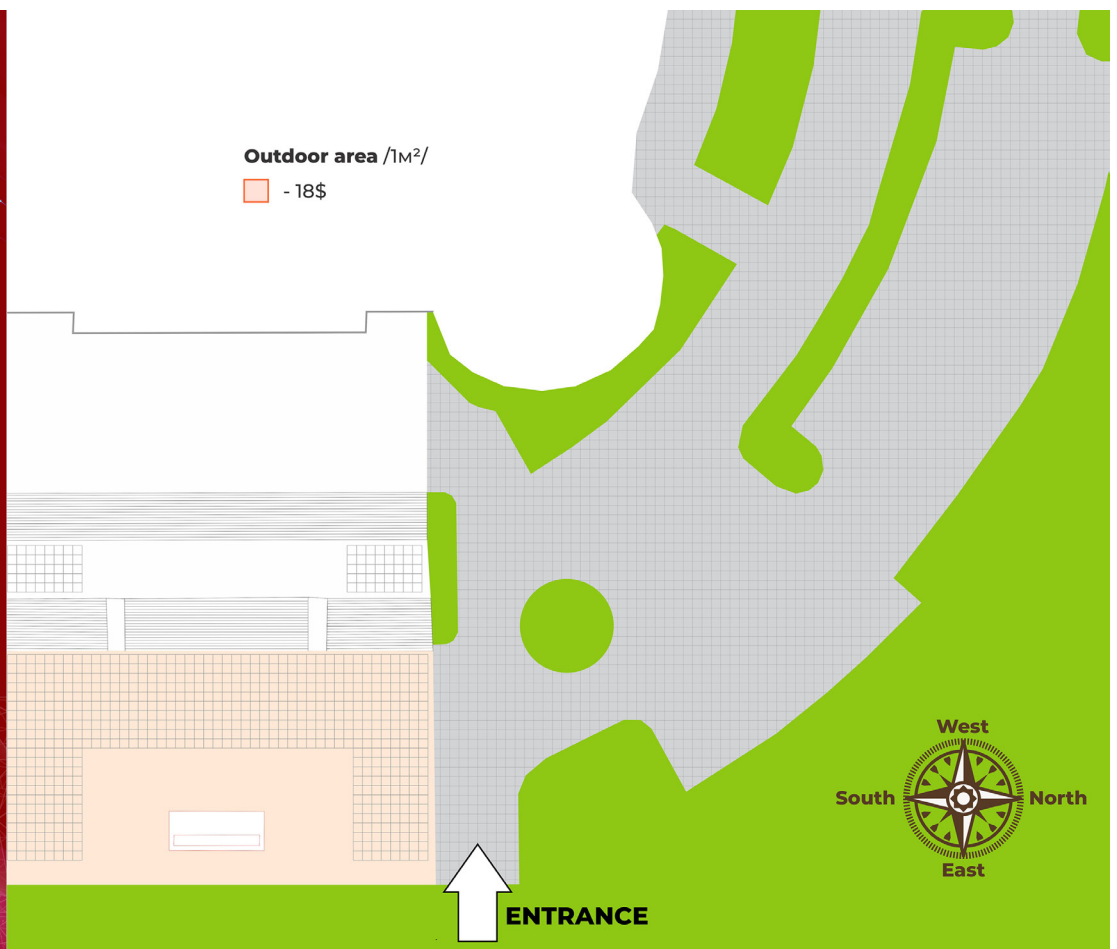 Outdoor area /1м²/
- 18$
West
South
North
East
ENTRANCE